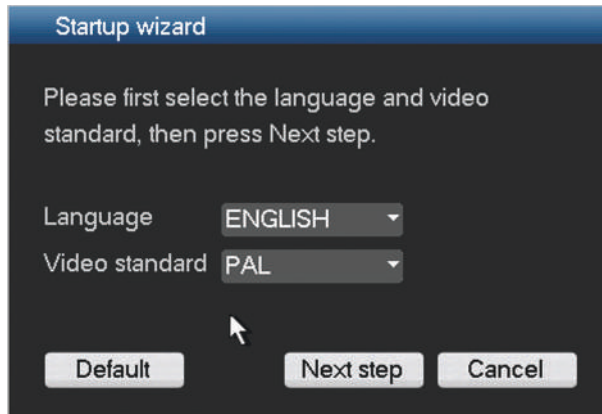 Startup wizard
Please first select the language and video
standard, then press Next step.
Language ENGLISH
Video standard PAL
Default Next step Cancel